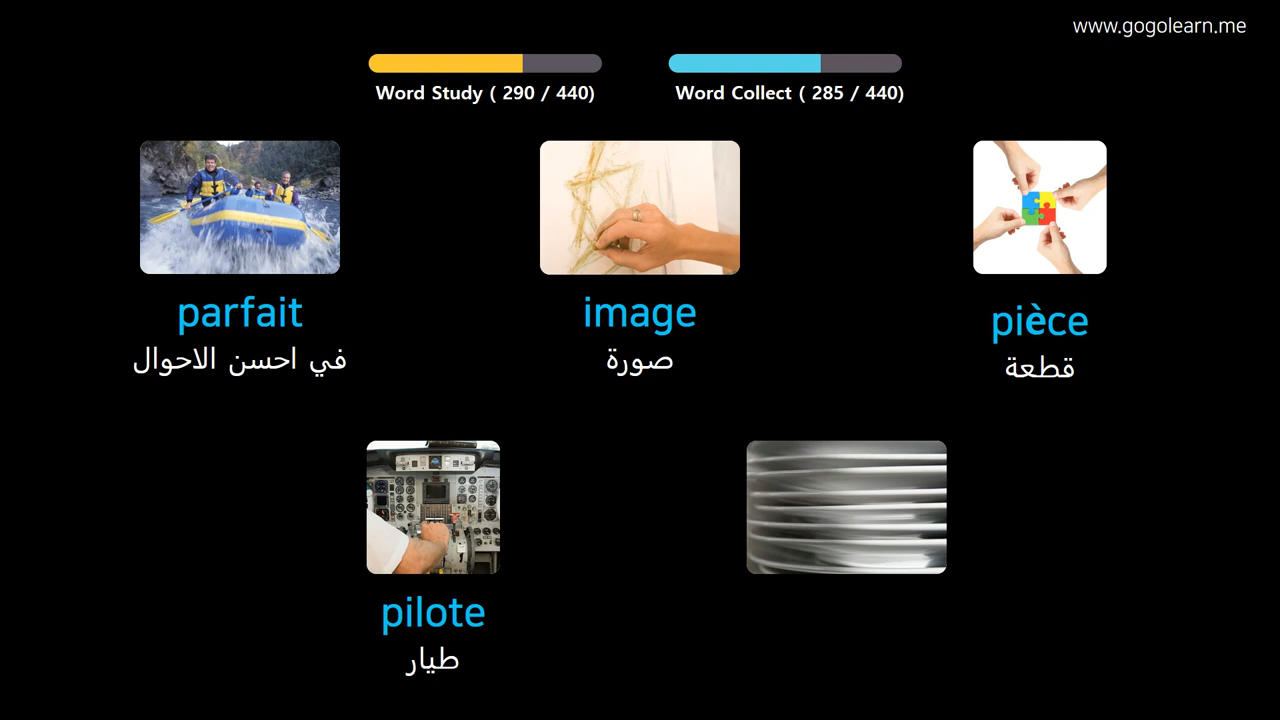 www.gogolearn.me
Word Study ( 290 / 440)
Word Collect ( 285 / 440)
parfait
في احسن الاحوال
image
صورة
pièce
قطعة
pilote
طيار